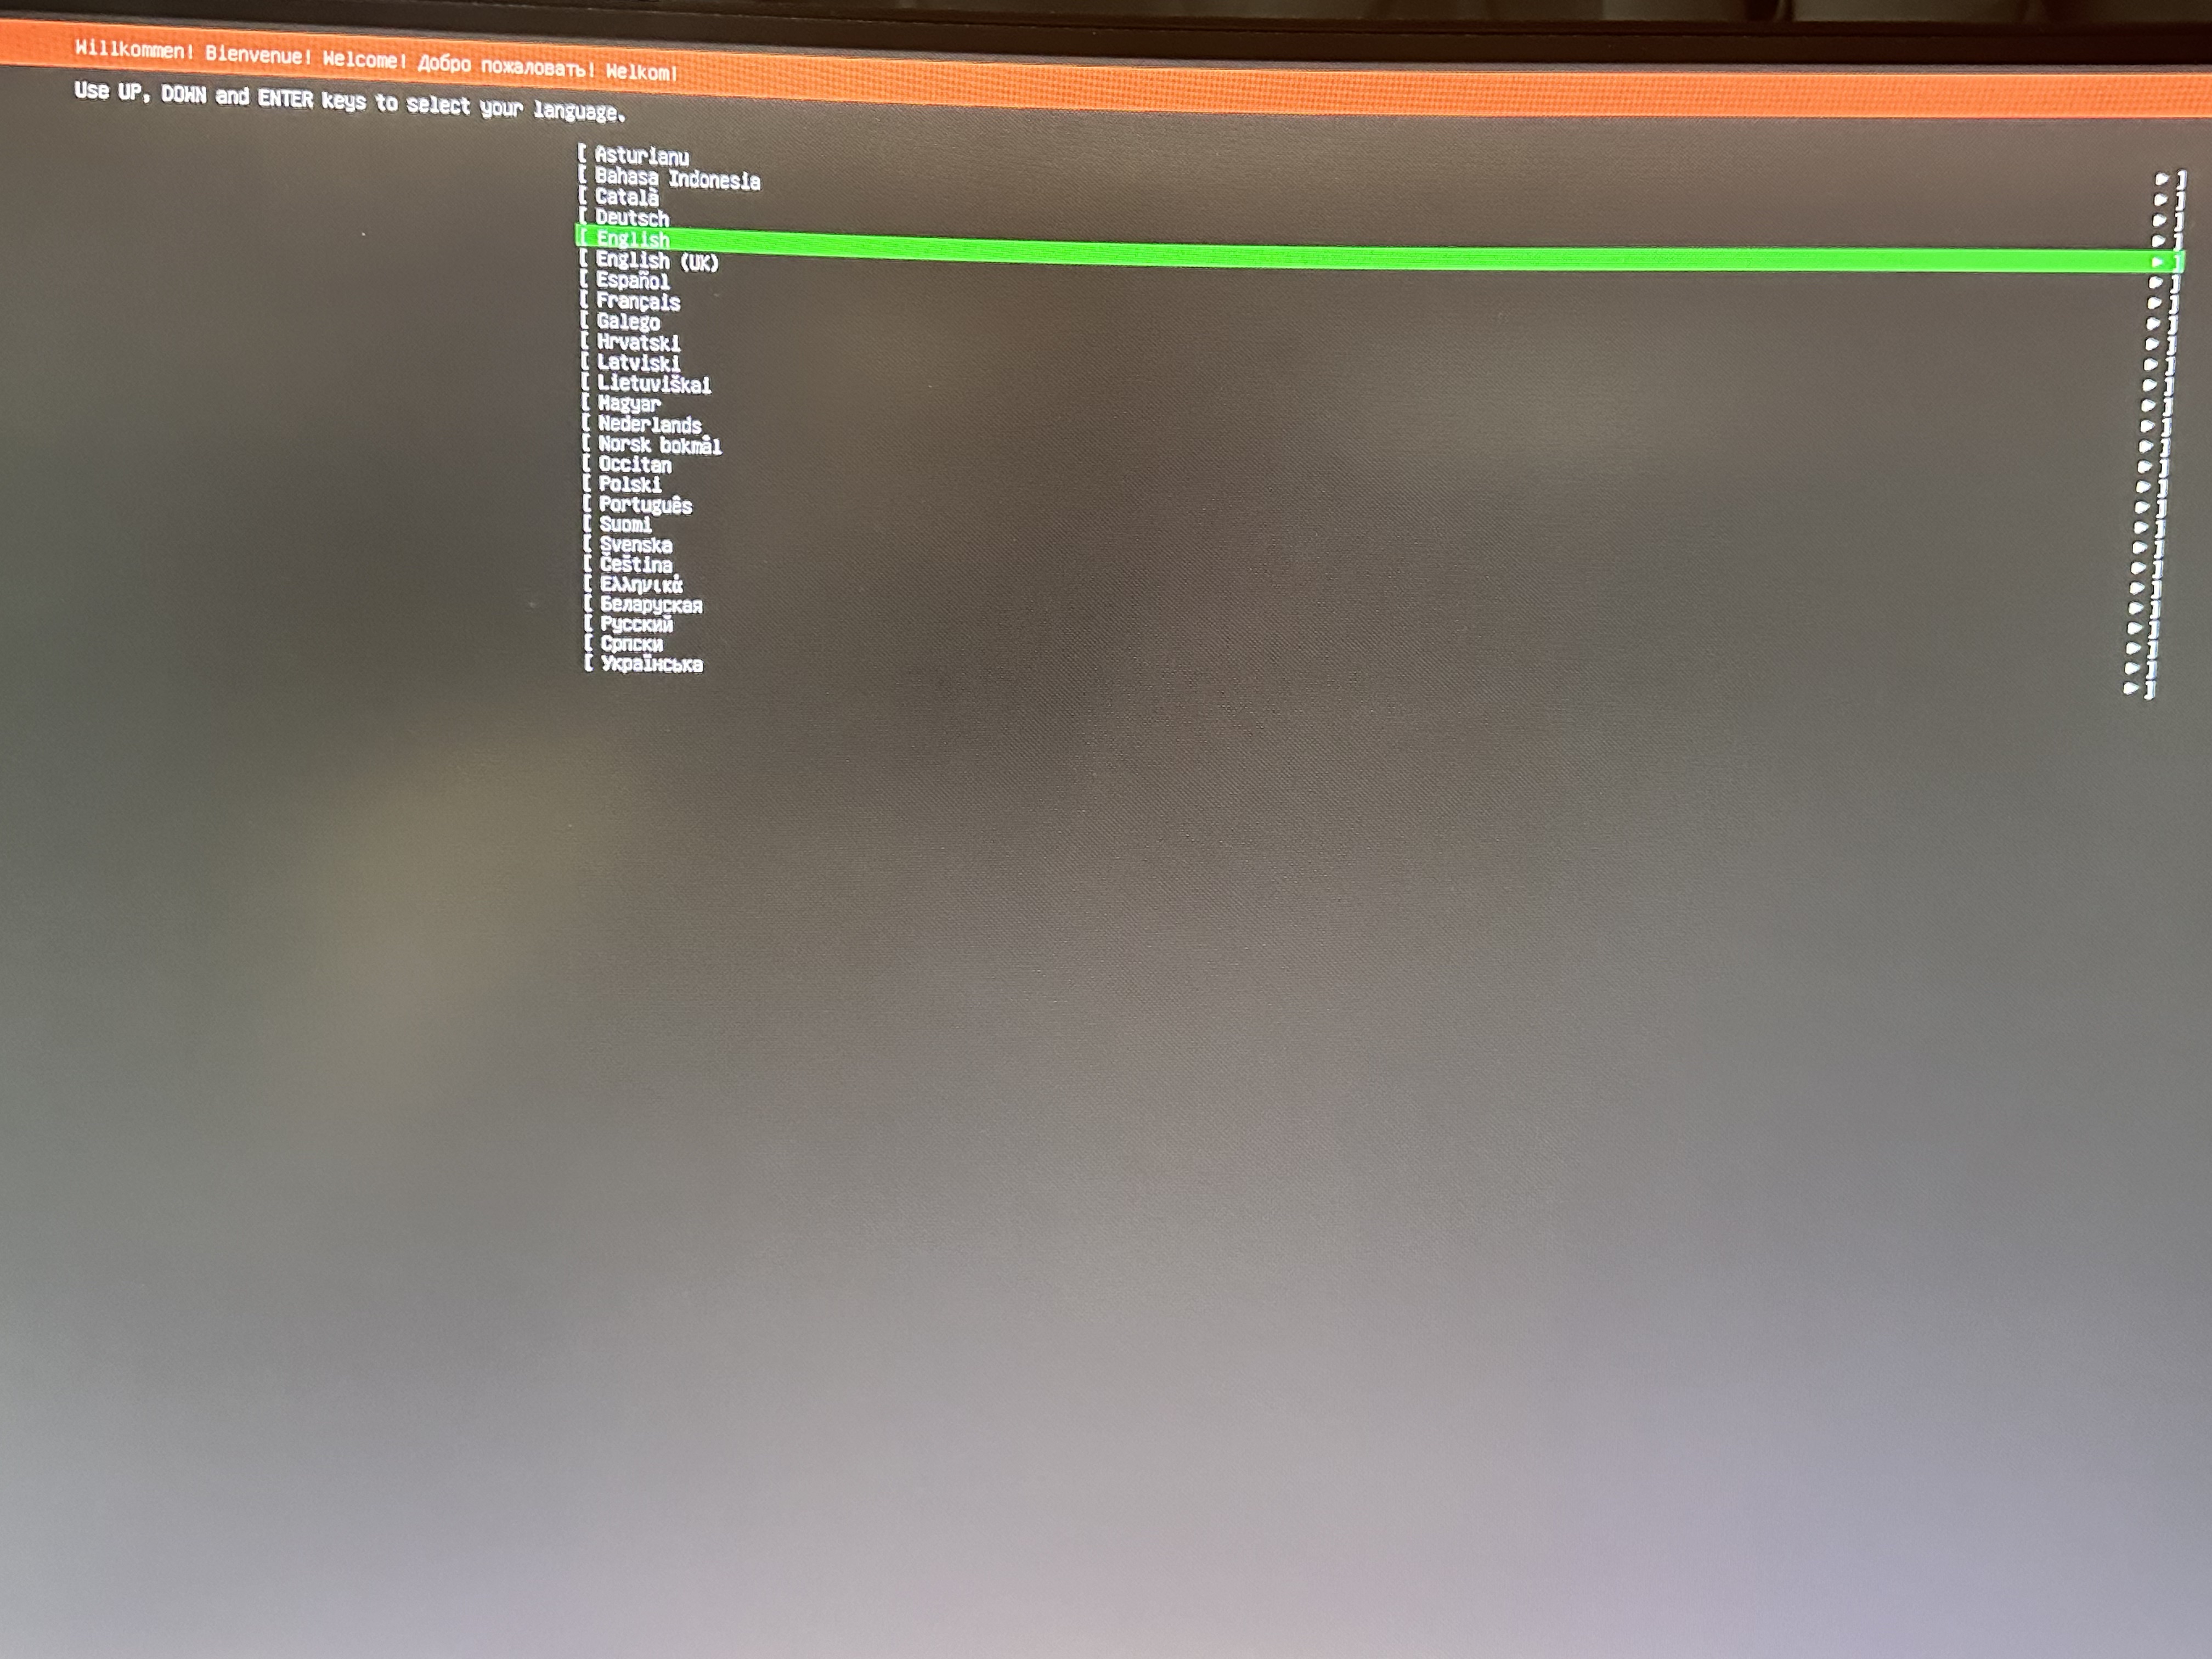 Willkommen! Bienvenue! Welcome! Добро пожаловать! Welkom!
Use UP, DOWN and ENTER keys to select your language.
[ Asturianu ▸ ]
[ Bahasa Indonesia ▸ ]
[ Català ▸ ]
[ Deutsch ▸ ]
[ English ▸ ]
[ English (UK) ▸ ]
[ Español ▸ ]
[ Français ▸ ]
[ Galego ▸ ]
[ Hrvatski ▸ ]
[ Latviski ▸ ]
[ Lietuviškai ▸ ]
[ Magyar ▸ ]
[ Nederlands ▸ ]
[ Norsk bokmål ▸ ]
[ Occitan ▸ ]
[ Polski ▸ ]
[ Português ▸ ]
[ Suomi ▸ ]
[ Svenska ▸ ]
[ Čeština ▸ ]
[ Ελληνικά ▸ ]
[ Беларуская ▸ ]
[ Русский ▸ ]
[ Српски ▸ ]
[ Українська ▸ ]